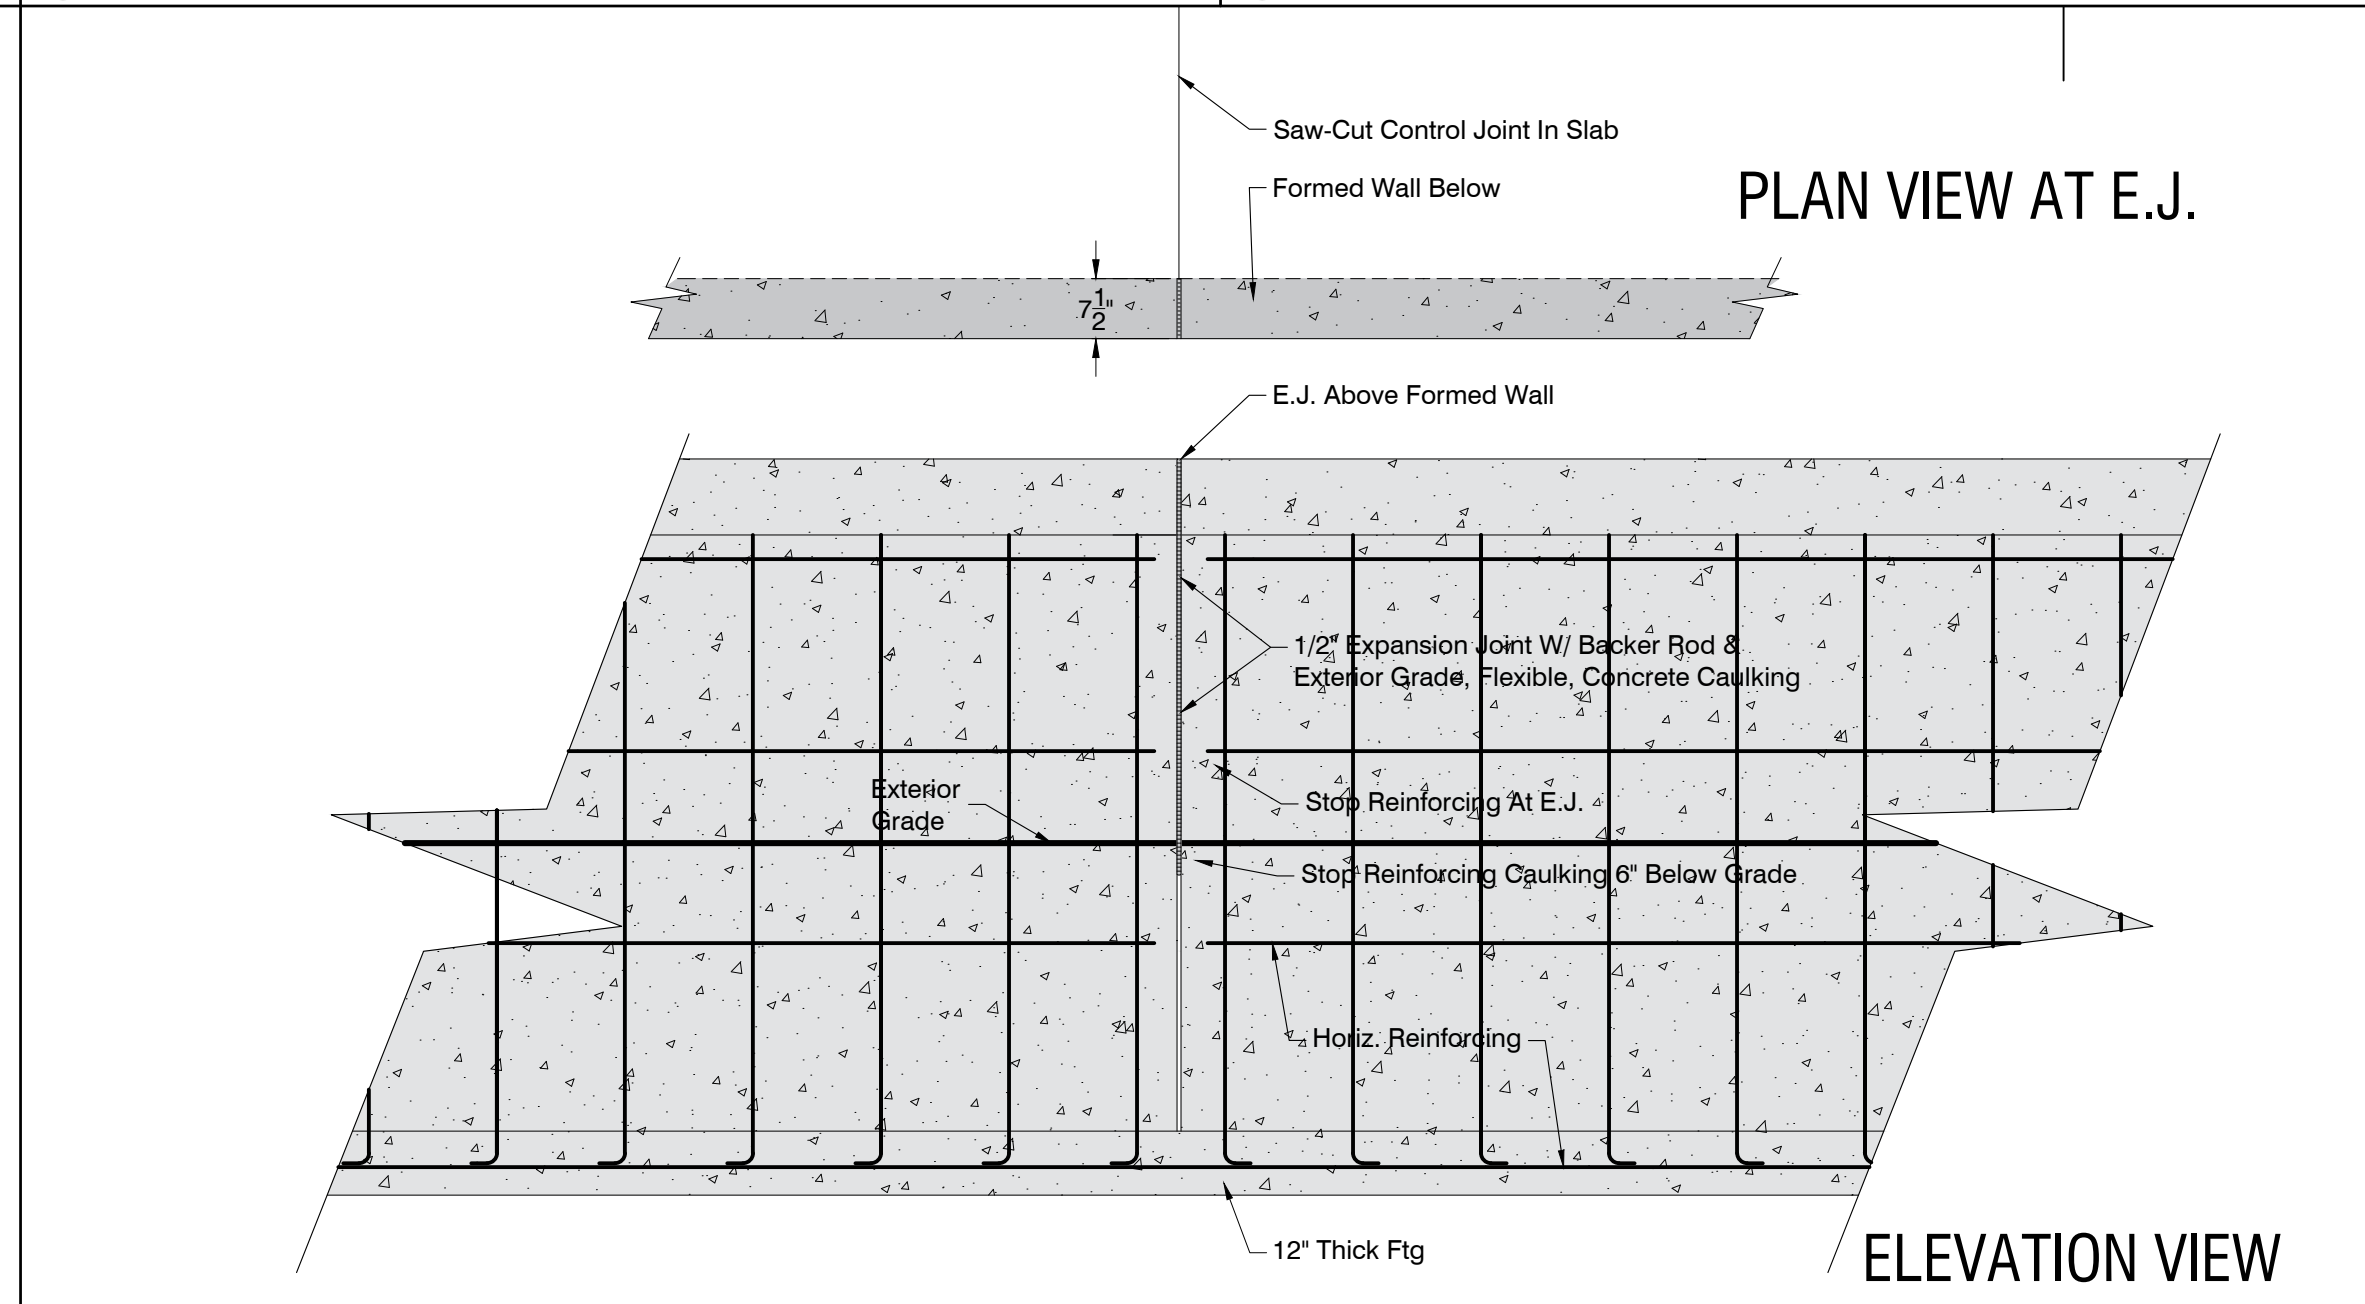 Saw-Cut Control Joint In Slab
Formed Wall Below
PLAN VIEW AT E.J.
7 1/2"
E.J. Above Formed Wall
1/2" Expansion Joint W/ Backer Rod &
Exterior Grade, Flexible, Concrete Caulking
Exterior
Grade
Stop Reinforcing At E.J.
Stop Reinforcing Caulking 6" Below Grade
Horiz. Reinforcing
12" Thick Ftg
ELEVATION VIEW